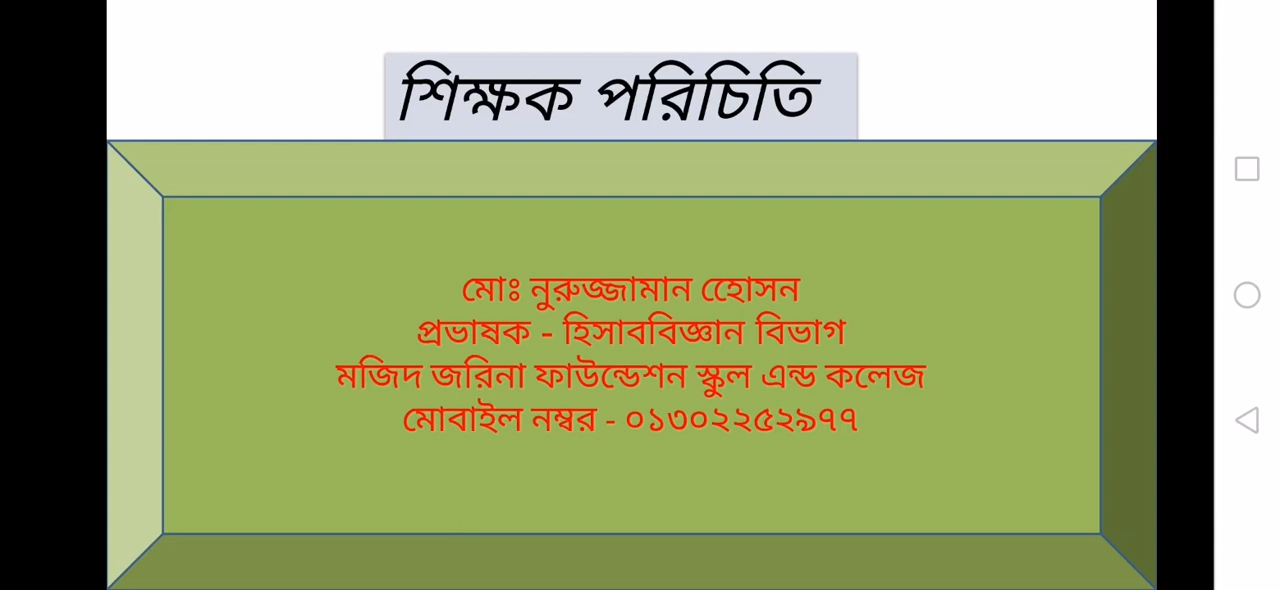 শিক্ষক পরিচিতি
মোঃ নুরুজ্জামান হোেসন
প্রভাষক - হিসাববিজ্ঞান বিভাগ
মজিদ জরিনা ফাউন্ডেশন স্কুল এন্ড কলেজ
মোবাইল নম্বর - ০১৩০২২৫২৯৭৭